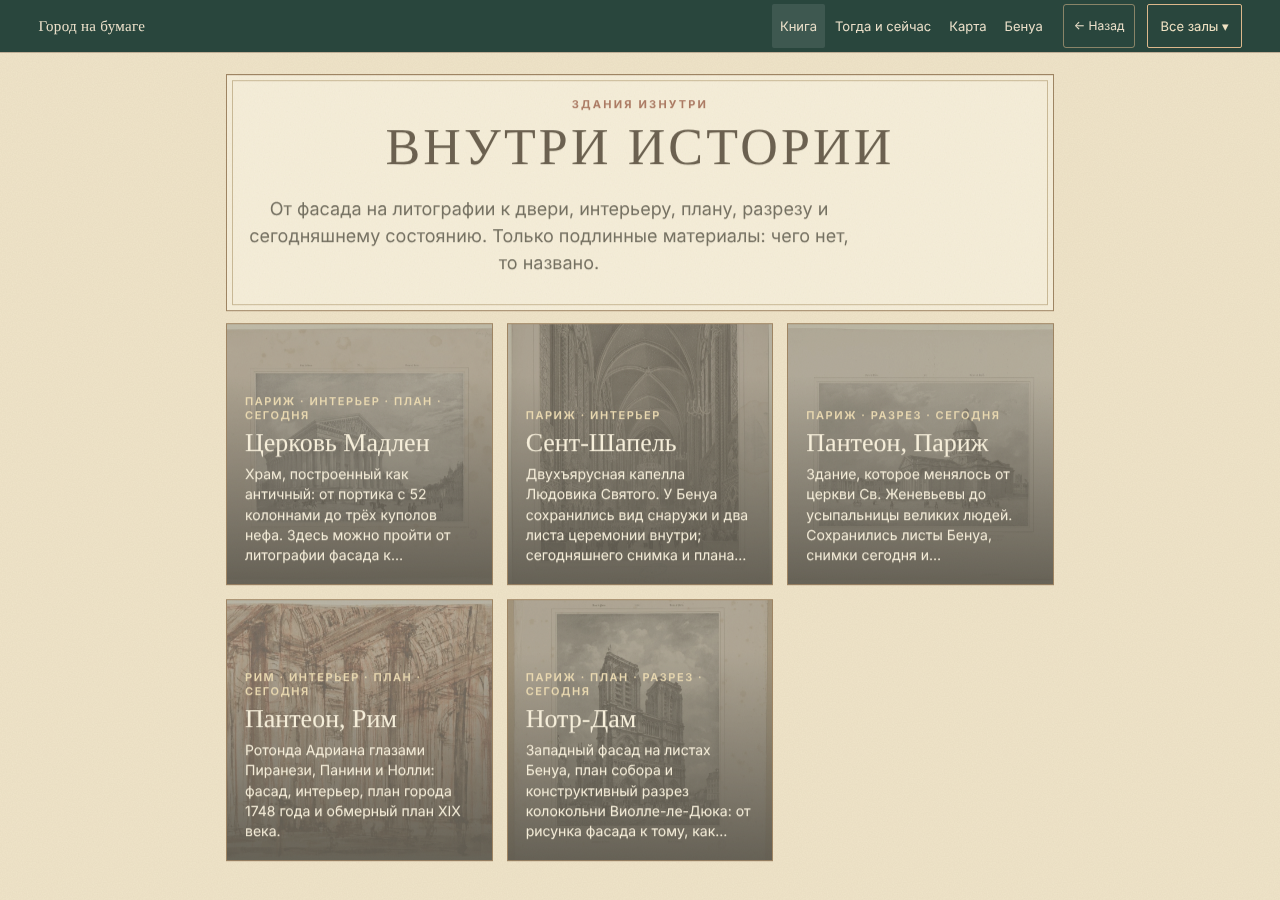 Город на бумаге
Книга
Тогда и сейчас
Карта
Бенуа
← Назад
Все залы ▾
ЗДАНИЯ ИЗНУТРИ
ВНУТРИ ИСТОРИИ
От фасада на литографии к двери, интерьеру, плану, разрезу и
сегодняшнему состоянию. Только подлинные материалы: чего нет,
то названо.
ПАРИЖ · ИНТЕРЬЕР · ПЛАН ·
СЕГОДНЯ
Церковь Мадлен
Храм, построенный как
античный: от портика с 52
колоннами до трёх куполов
нефа. Здесь можно пройти от
литографии фасада к…
ПАРИЖ · ИНТЕРЬЕР
Сент-Шапель
Двухъярусная капелла
Людовика Святого. У Бенуа
сохранились вид снаружи и два
листа церемонии внутри;
сегодняшнего снимка и плана…
ПАРИЖ · РАЗРЕЗ · СЕГОДНЯ
Пантеон, Париж
Здание, которое менялось от
церкви Св. Женевьевы до
усыпальницы великих людей.
Сохранились листы Бенуа,
снимки сегодня и…
РИМ · ИНТЕРЬЕР · ПЛАН ·
СЕГОДНЯ
Пантеон, Рим
Ротонда Адриана глазами
Пиранези, Панини и Нолли:
фасад, интерьер, план города
1748 года и обмерный план XIX
века.
ПАРИЖ · ПЛАН · РАЗРЕЗ ·
СЕГОДНЯ
Нотр-Дам
Западный фасад на листах
Бенуа, план собора и
конструктивный разрез
колокольни Виолле-ле-Дюка: от
рисунка фасада к тому, как…